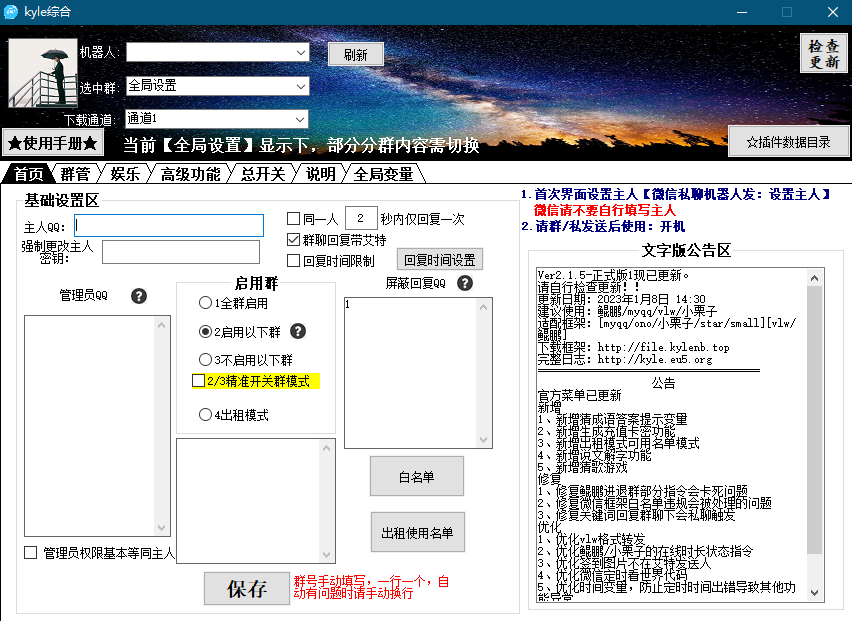 kyle综合
机器人:
刷新
检查
更新
选中群:
全局设置
下载通道:
通道1
★使用手册★
当前【全局设置】显示下，部分分群内容需切换
☆插件数据目录
首页
群管
娱乐
高级功能
总开关
说明
全局变量
基础设置区
主人QQ:
强制更改主人
密钥:
同一人
2
秒内仅回复一次
群聊回复带艾特
回复时间限制
回复时间设置
管理员QQ
启用群
1全群启用
2启用以下群
3不启用以下群
2/3精准开关群模式
4出租模式
屏蔽回复QQ
1
白名单
出租使用名单
管理员权限基本等同主人
保存
群号手动填写，一行一个，自
动有问题时请手动换行
1.首次界面设置主人【微信私聊机器人发：设置主人】
微信请不要自行填写主人
2.请群/私发送后使用：开机
文字版公告区
Ver2.1.5-正式版1现已更新。
请自行检查更新！！
更新日期：2023年1月8日 14:30
建议使用：鲲鹏/myqq/vlw/小栗子
适配框架：[myqq/ono/小栗子/star/small][vlw/
鲲鹏]
下载框架：http://file.kylenb.top
完整日志：http://kyle.eu5.org
公告
官方菜单已更新
新增
1、新增猜成语答案提示变量
2、新增生成充值卡密功能
3、新增出租模式可用名单模式
4、新增说文解字功能
5、新增猜歌游戏
修复
1、修复鲲鹏进退群部分指令会卡死问题
2、修复微信框架白名单违规会被处理的问题
3、修复关键词回复群聊下会私聊触发
优化
1、优化vlw格式转发
2、优化鲲鹏/小栗子的在线时长状态指令
3、优化签到图片不在艾特发送人
4、优化微信定时看世界代码
5、优化时间变量，防止定时时间出错导致其他功
能异常